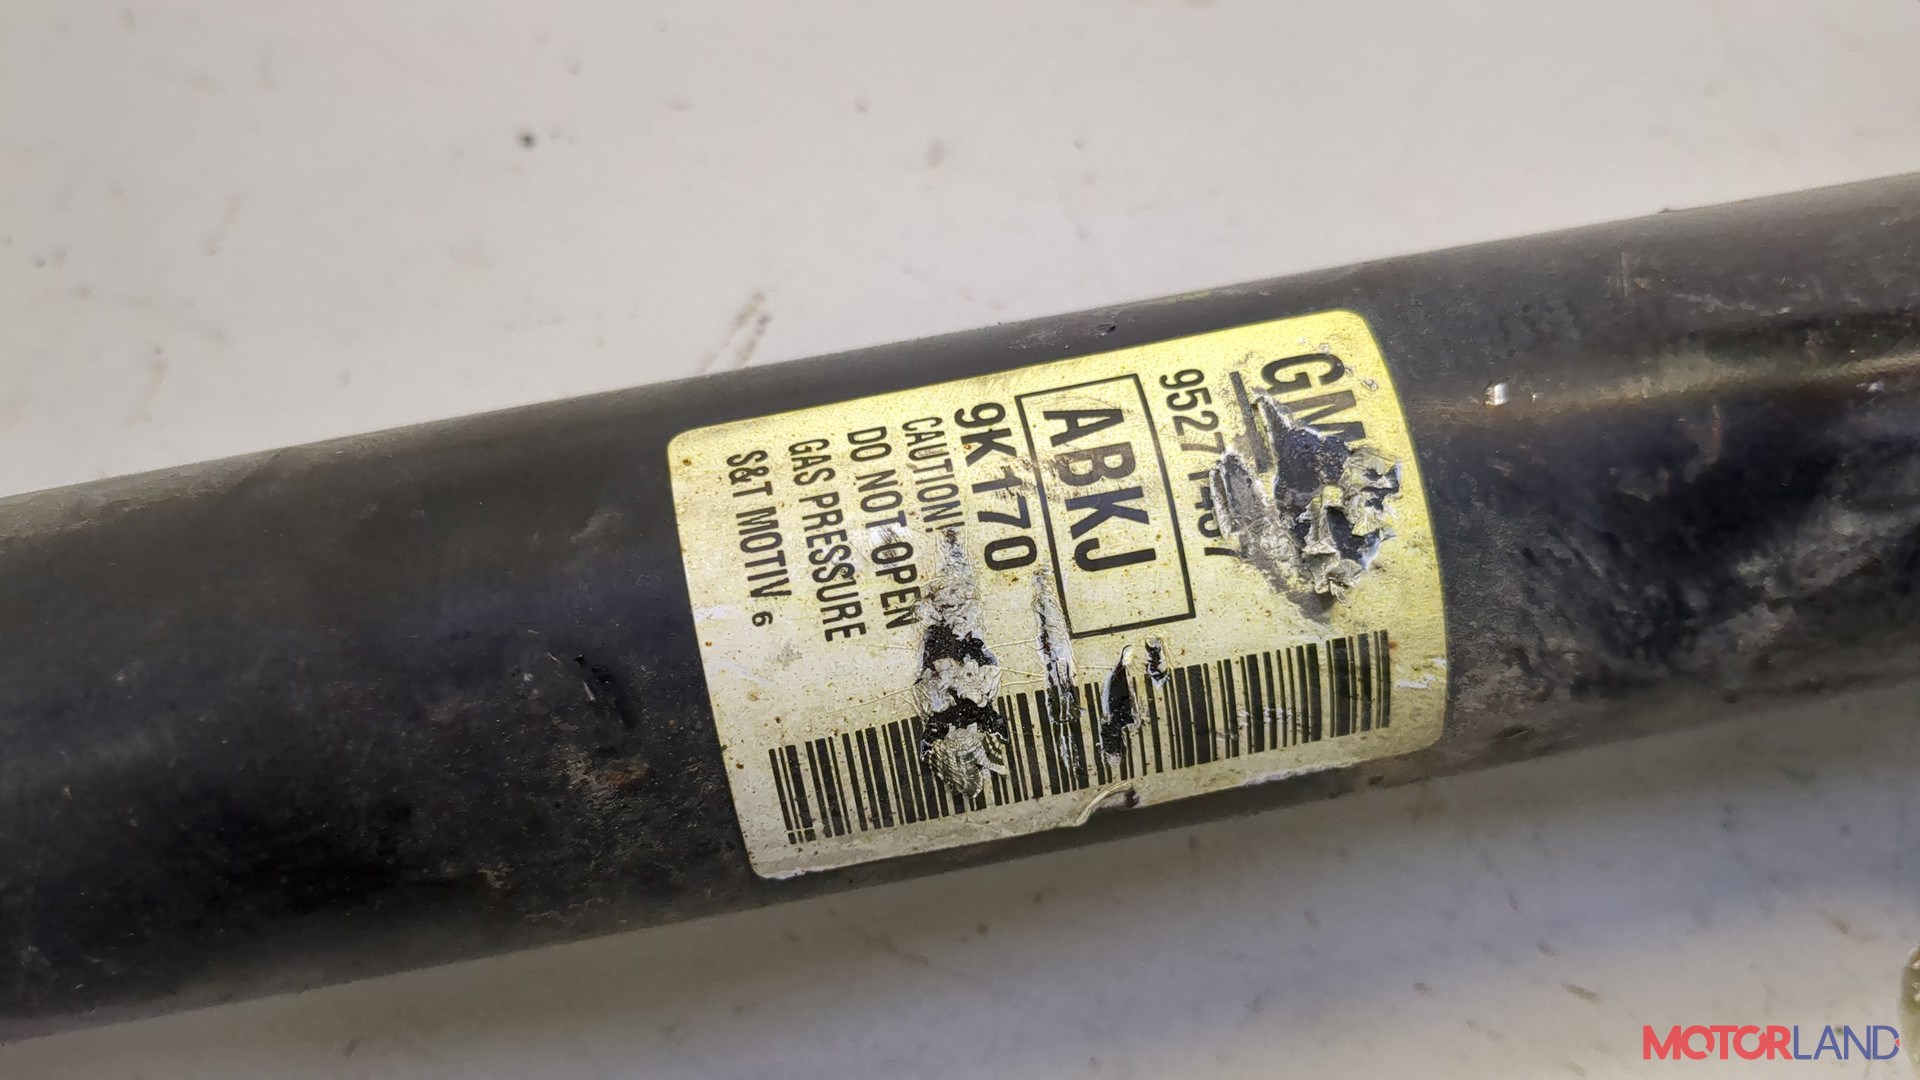 GM
ABKJ
9K170
CAUTION!
DO NOT OPEN
GAS PRESSURE
S&T MOTIV 6
MOTORLAND